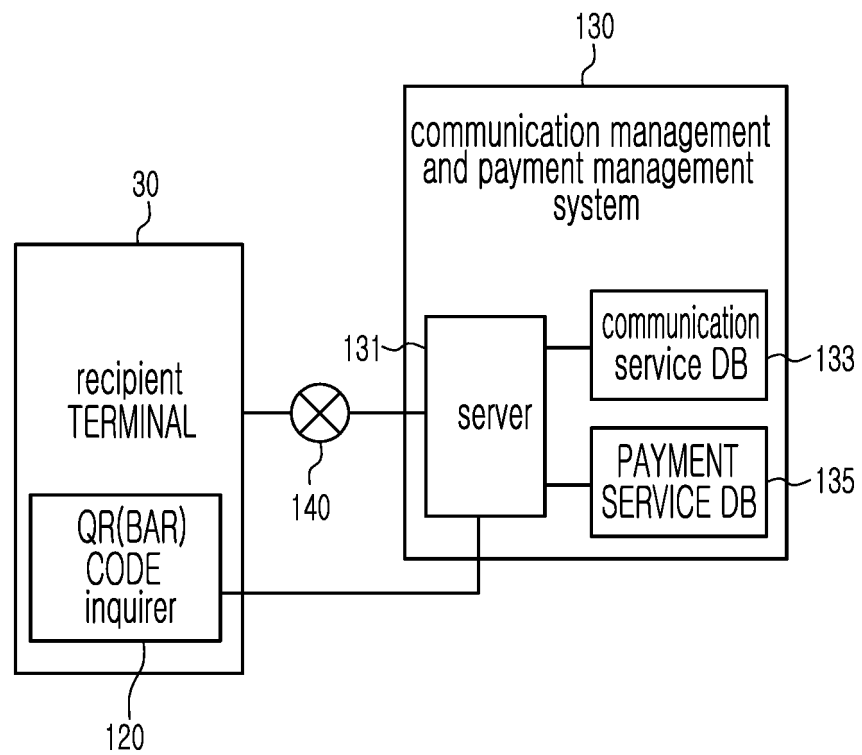 130
communication management
and payment management
system
30
recipient
TERMINAL
131
server
communication
service DB
133
140
PAYMENT
SERVICE DB
135
QR(BAR)
CODE
inquirer
120